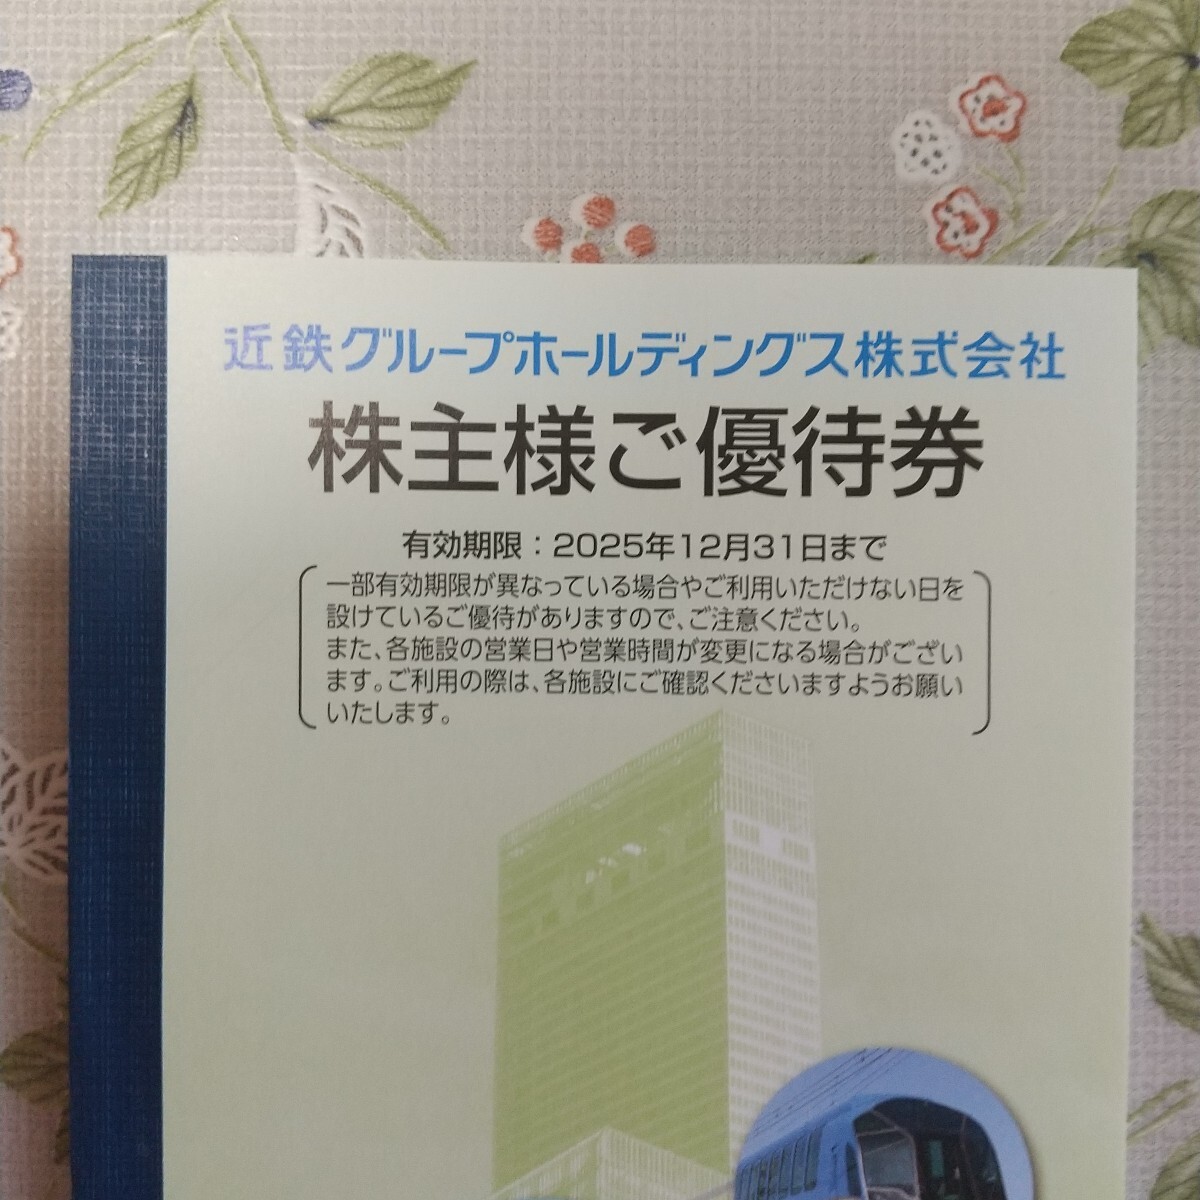 近鉄グループホールディングス株式会社
株主様ご優待券
有効期限：2025年12月31日まで
一部有効期限が異なっている場合やご利用いただけない日を
設けているご優待がありますので、ご注意ください。
また、各施設の営業日や営業時間が変更になる場合がござい
ます。ご利用の際は、各施設にご確認くださいますようお願い
いたします。